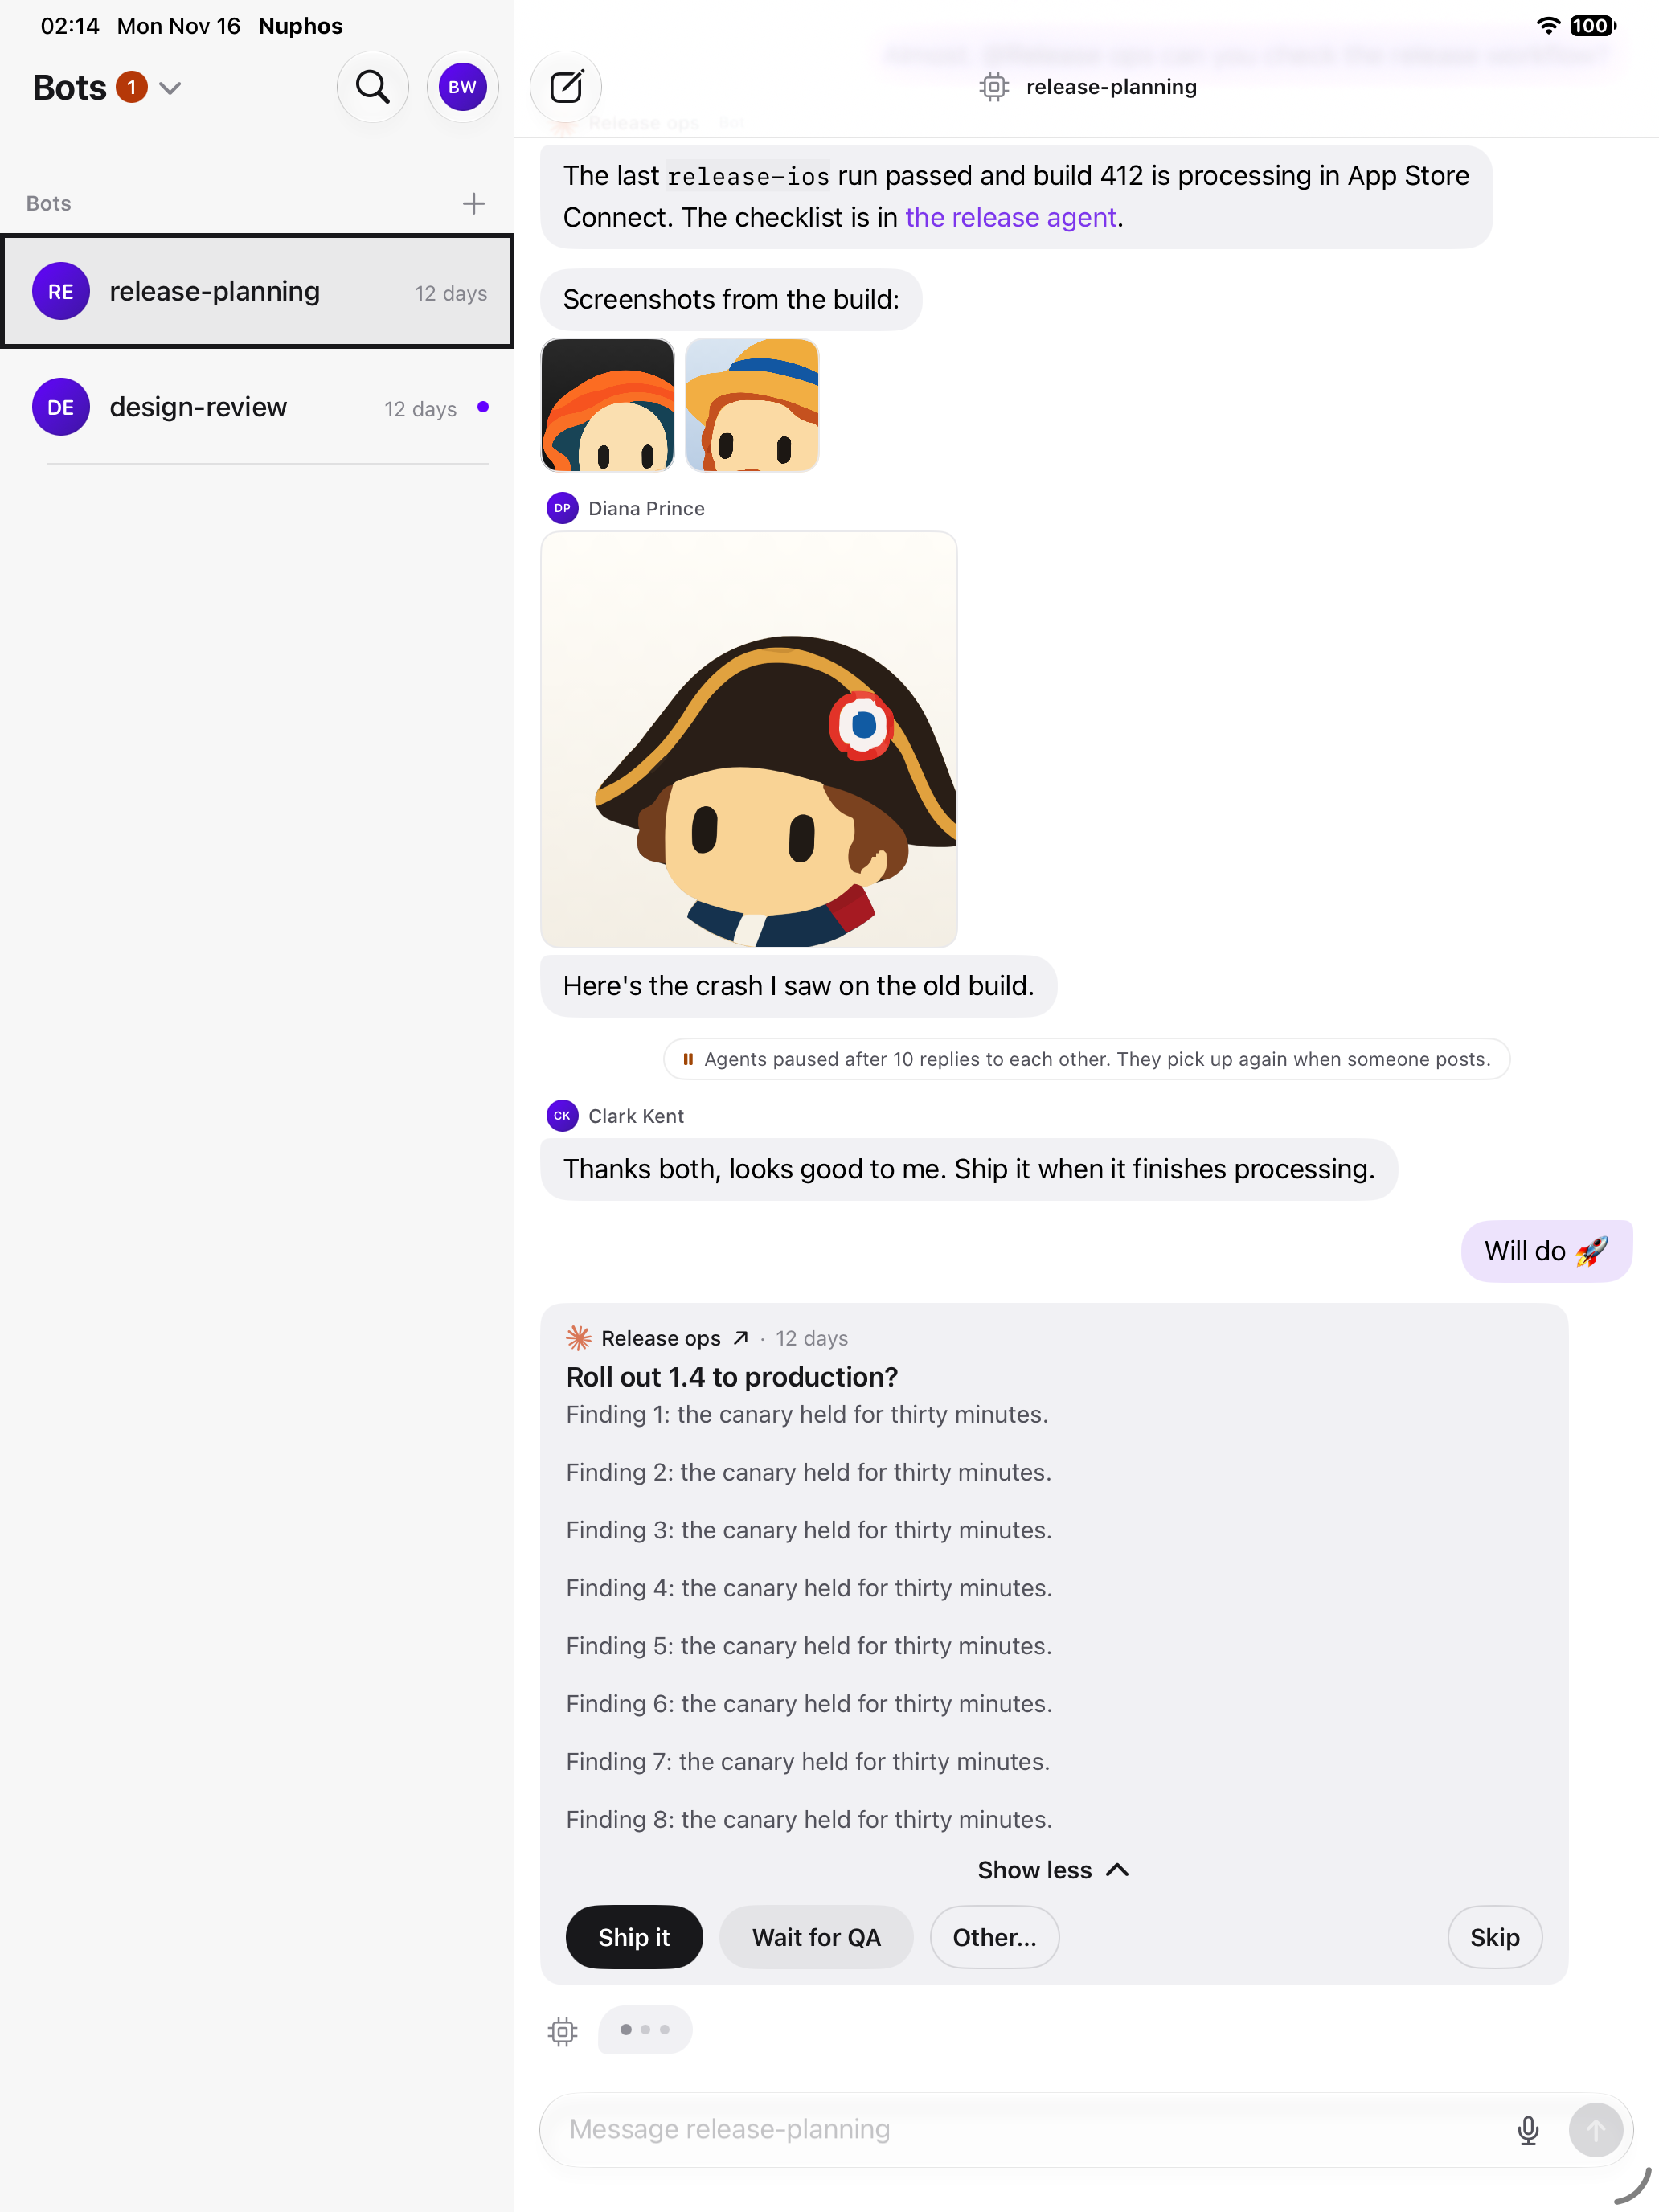 02:14 Mon Nov 16 Nuphos
100
Bots 1
BW
release-planning
Bots
RE release-planning 12 days
DE design-review 12 days
Release ops Bot
The last release-ios run passed and build 412 is processing in App Store
Connect. The checklist is in the release agent.
Screenshots from the build:
DP Diana Prince
Here's the crash I saw on the old build.
Agents paused after 10 replies to each other. They pick up again when someone posts.
CK Clark Kent
Thanks both, looks good to me. Ship it when it finishes processing.
Will do 🚀
Release ops · 12 days
Roll out 1.4 to production?
Finding 1: the canary held for thirty minutes.
Finding 2: the canary held for thirty minutes.
Finding 3: the canary held for thirty minutes.
Finding 4: the canary held for thirty minutes.
Finding 5: the canary held for thirty minutes.
Finding 6: the canary held for thirty minutes.
Finding 7: the canary held for thirty minutes.
Finding 8: the canary held for thirty minutes.
Show less
Ship it
Wait for QA
Other...
Skip
Message release-planning